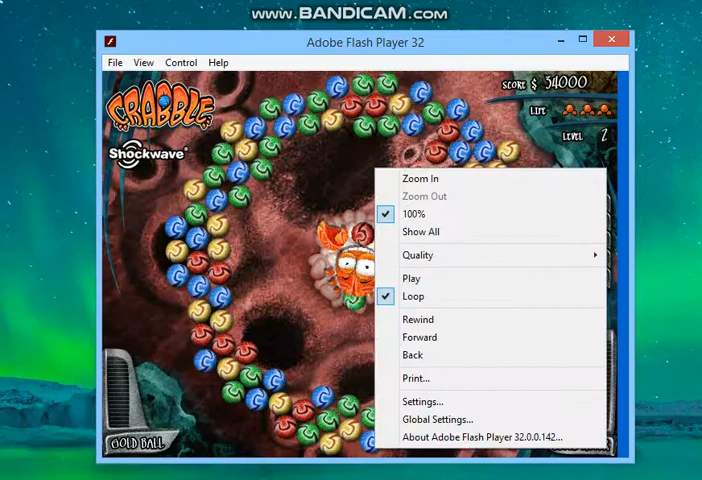 www.BANDICAM.com
Adobe Flash Player 32
File View Control Help
CRABBLE
Shockwave
SCORE $ 34000
LIFE
LEVEL 2
Zoom In
Zoom Out
100%
Show All
Quality
Play
Loop
Rewind
Forward
Back
Print...
Settings...
Global Settings...
About Adobe Flash Player 32.0.0.142...
GOLD BALL